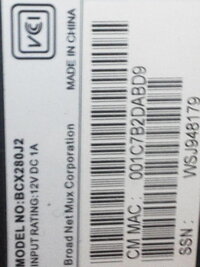 VCI
MODEL NO:BCX280J2
INPUT RATING:12V DC 1A
MADE IN CHINA
Broad Net Mux Corporation
CM MAC: 001C7B2DABD9
WSJ948179
SSN :